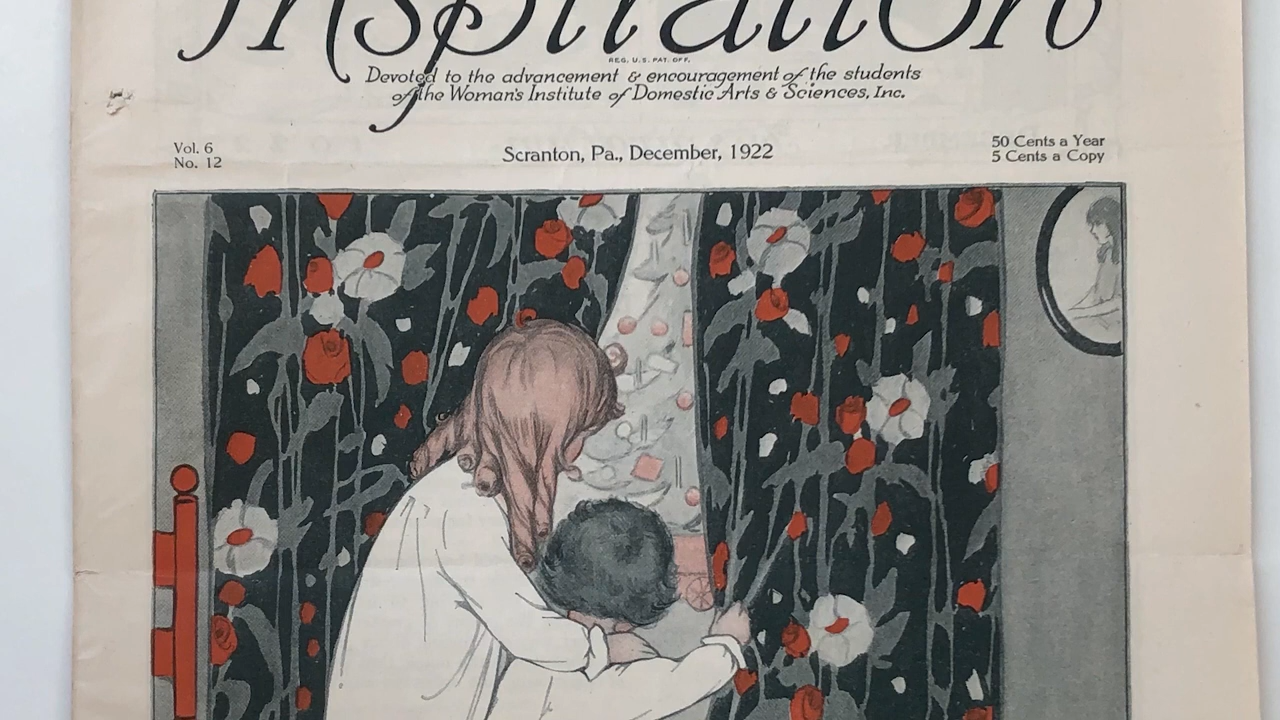 Inspiration
REG. U.S. PAT. OFF.
Devoted to the advancement & encouragement of the students
of the Woman's Institute of Domestic Arts & Sciences, Inc.
Vol. 6
No. 12
Scranton, Pa., December, 1922
50 Cents a Year
5 Cents a Copy